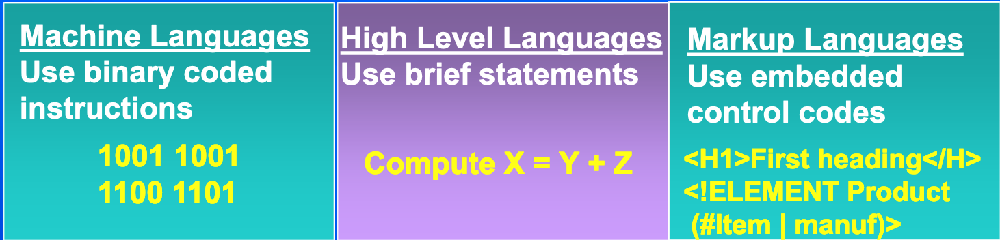 Machine Languages
Use binary coded
instructions
1001 1001
1100 1101
High Level Languages
Use brief statements
Compute X = Y + Z
Markup Languages
Use embedded
control codes
<H1>First heading</H>
<!ELEMENT Product
(#Item | manuf)>